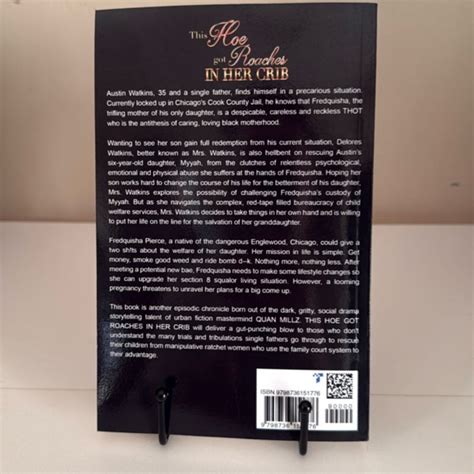 This Hoe
got Roaches
IN HER CRIB
Austin Watkins, 35 and a single father, finds himself in a precarious situation.
Currently locked up in Chicago's Cook County Jail, he knows that Fredquisha, the
trifling mother of his only daughter, is a despicable, careless and reckless THOT
who is the antithesis of caring, loving black motherhood.
Wanting to see her son gain full redemption from his current situation, Delores
Watkins, better known as Mrs. Watkins, is also hellbent on rescuing Austin's
six-year-old daughter, Myyah, from the clutches of relentless psychological,
emotional and physical abuse she suffers at the hands of Fredquisha. Hoping her
son works hard to change the course of his life for the betterment of his daughter,
Mrs. Watkins explores the possibility of challenging Fredquisha's custody of
Myyah. But as she navigates the complex, red-tape filled bureaucracy of child
welfare services, Mrs. Watkins decides to take things in her own hand and is willing
to put her life on the line for the salvation of her granddaughter.
Fredquisha Pierce, a native of the dangerous Englewood, Chicago, could give a
two sh!ts about the welfare of her daughter. Her mission in life is simple. Get
money, smoke good weed and ride bomb d--k. Nothing more, nothing less. After
meeting a potential new bae, Fredquisha needs to make some lifestyle changes so
she can upgrade her section 8 squalor living situation. However, a looming
pregnancy threatens to unravel her plans for a big come up.
This book is another episodic chronicle born out of the dark, gritty, social drama
storytelling talent of urban fiction mastermind QUAN MILLZ. THIS HOE GOT
ROACHES IN HER CRIB will deliver a gut-punching blow to those who don't
understand the many trials and tribulations single fathers go through to rescue
their children from manipulative ratchet women who use the family court system to
their advantage.
ISBN 9798736151776
90000